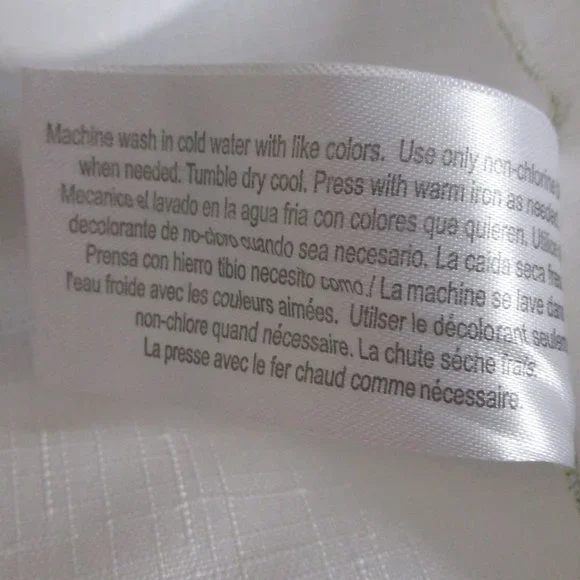 Machine wash in cold water with like colors. Use only non-chlorine
when needed. Tumble dry cool. Press with warm iron as needed.
Mecanice el lavado en la agua fria con colores que quieren. Utilice
decolorante de no-cloro cuando sea necesario. La caida seca
Prensa con hierro tibio necesito como./ La machine se lave dans
l'eau froide avec les couleurs aimées. Utilser le décolorant seulem
non-chlore quand nécessaire. La chute séche frais.
La presse avec le fer chaud comme nécessaire.